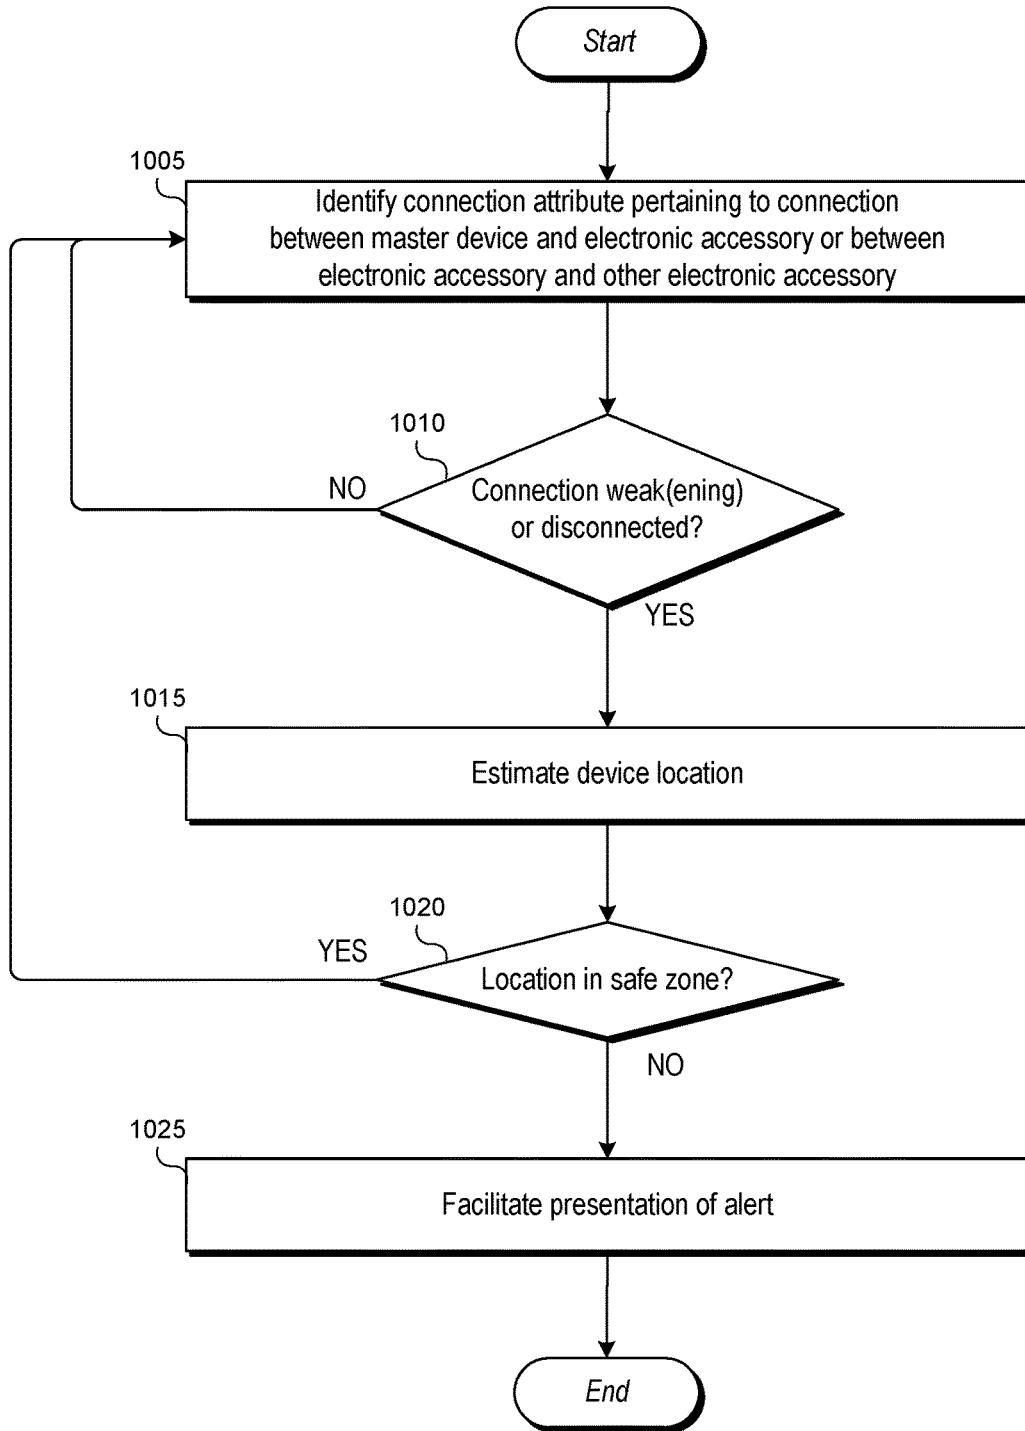 Start
1005
Identify connection attribute pertaining to connection
between master device and electronic accessory or between
electronic accessory and other electronic accessory
1010
NO
Connection weak(ening)
or disconnected?
YES
1015
Estimate device location
1020
YES
Location in safe zone?
NO
1025
Facilitate presentation of alert
End